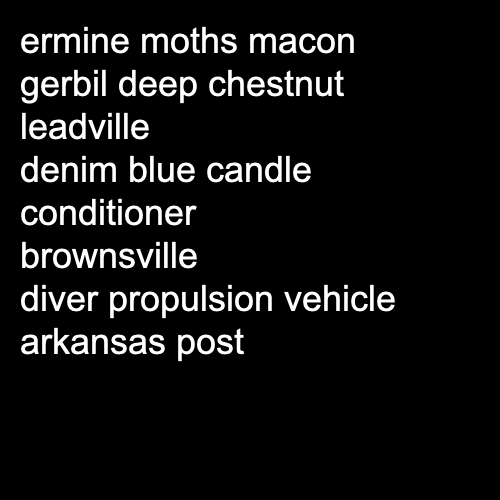 ermine moths macon
gerbil deep chestnut
leadville
denim blue candle
conditioner
brownsville
diver propulsion vehicle
arkansas post